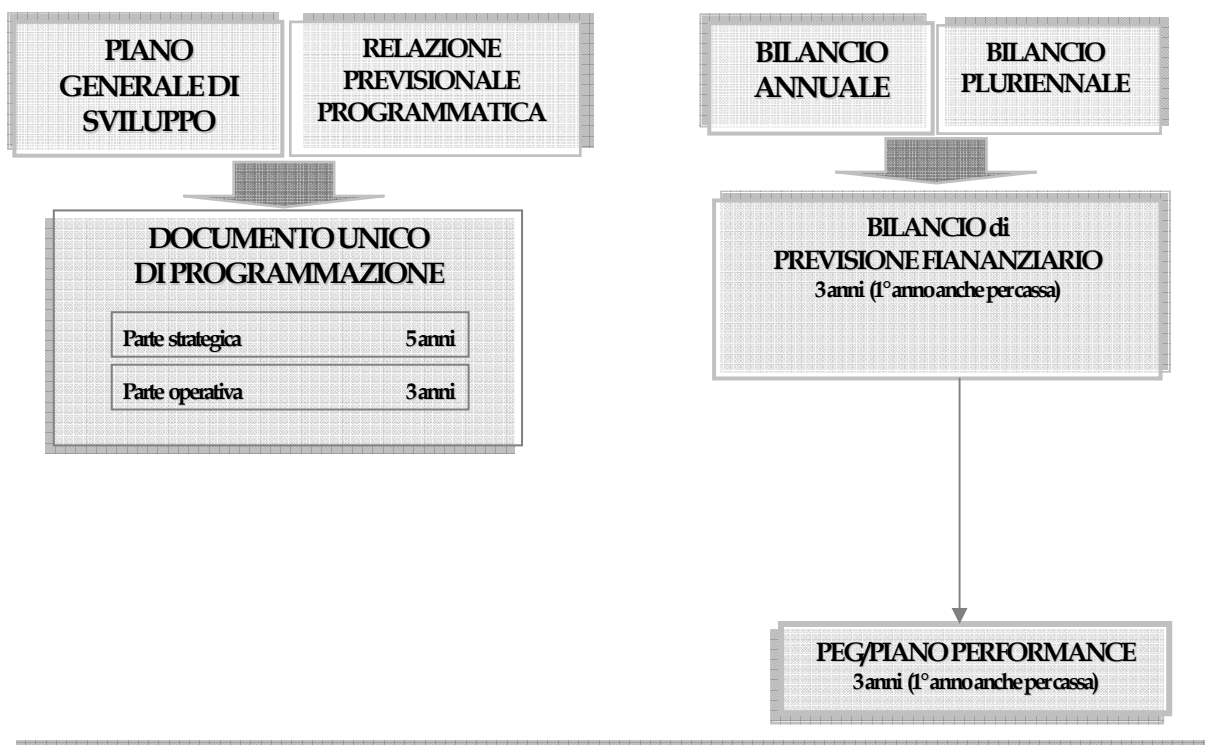 PIANO
GENERALE DI
SVILUPPO
RELAZIONE
PREVISIONALE
PROGRAMMATICA
BILANCIO
ANNUALE
BILANCIO
PLURIENNALE
DOCUMENTO UNICO
DI PROGRAMMAZIONE
Parte strategica 5 anni
Parte operativa 3 anni
BILANCIO di
PREVISIONE FIANANZIARIO
3 anni (1° anno anche per cassa)
PEG/PIANO PERFORMANCE
3 anni (1° anno anche per cassa)